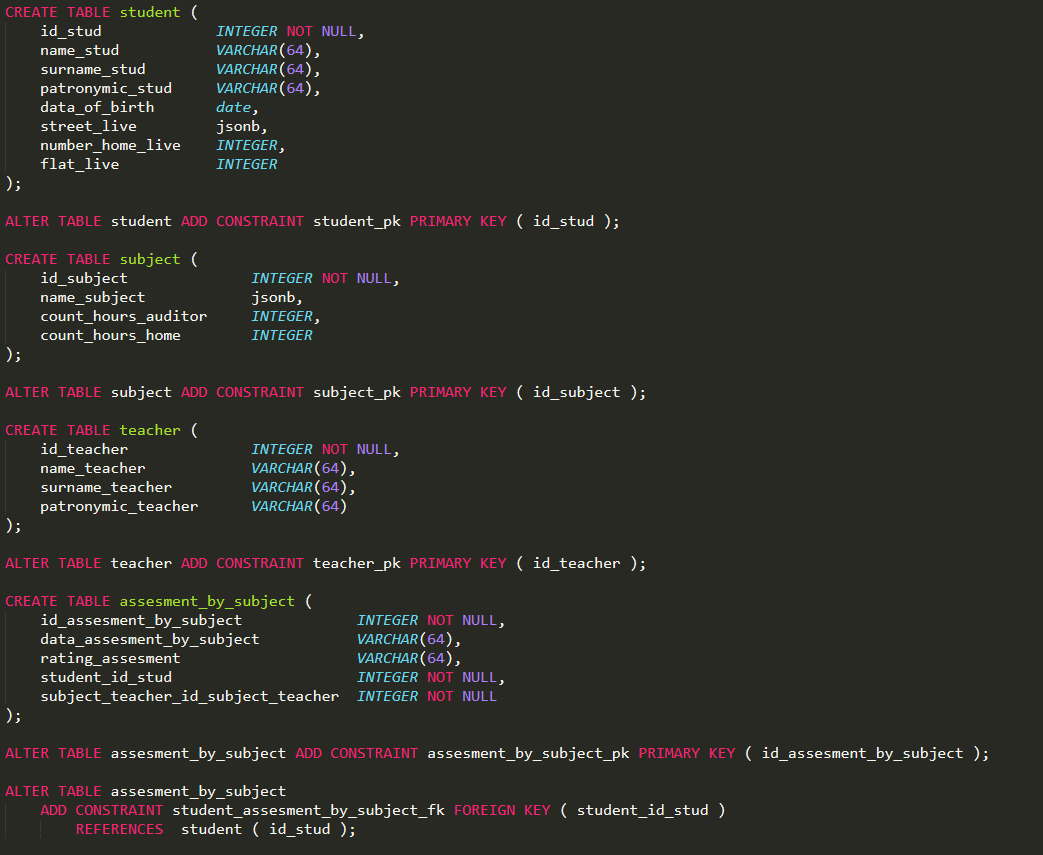 CREATE TABLE student (
    id_stud             INTEGER NOT NULL,
    name_stud           VARCHAR(64),
    surname_stud        VARCHAR(64),
    patronymic_stud     VARCHAR(64),
    data_of_birth       date,
    street_live         jsonb,
    number_home_live    INTEGER,
    flat_live           INTEGER
);
ALTER TABLE student ADD CONSTRAINT student_pk PRIMARY KEY ( id_stud );
CREATE TABLE subject (
    id_subject              INTEGER NOT NULL,
    name_subject            jsonb,
    count_hours_auditor     INTEGER,
    count_hours_home        INTEGER
);
ALTER TABLE subject ADD CONSTRAINT subject_pk PRIMARY KEY ( id_subject );
CREATE TABLE teacher (
    id_teacher              INTEGER NOT NULL,
    name_teacher            VARCHAR(64),
    surname_teacher         VARCHAR(64),
    patronymic_teacher      VARCHAR(64)
);
ALTER TABLE teacher ADD CONSTRAINT teacher_pk PRIMARY KEY ( id_teacher );
CREATE TABLE assesment_by_subject (
    id_assesment_by_subject             INTEGER NOT NULL,
    data_assesment_by_subject           VARCHAR(64),
    rating_assesment                    VARCHAR(64),
    student_id_stud                     INTEGER NOT NULL,
    subject_teacher_id_subject_teacher  INTEGER NOT NULL
);
ALTER TABLE assesment_by_subject ADD CONSTRAINT assesment_by_subject_pk PRIMARY KEY ( id_assesment_by_subject );
ALTER TABLE assesment_by_subject
    ADD CONSTRAINT student_assesment_by_subject_fk FOREIGN KEY ( student_id_stud )
        REFERENCES  student ( id_stud );